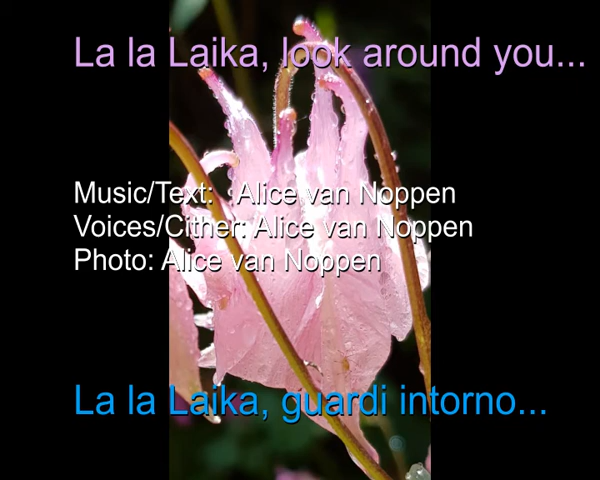 La la Laika, look around you...
Music/Text: Alice van Noppen
Voices/Cither: Alice van Noppen
Photo: Alice van Noppen
La la Laika, guardi intorno...